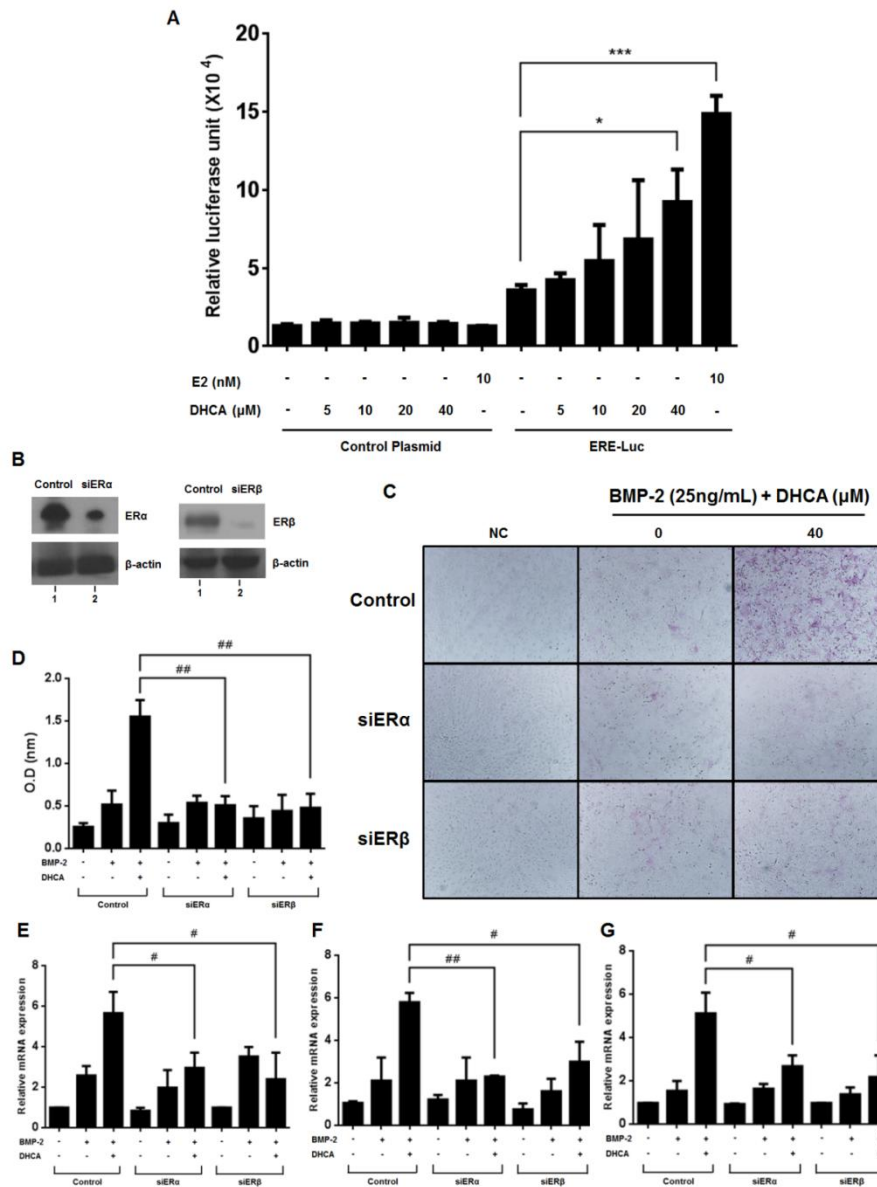 A
Relative luciferase unit (X10 4)
20
15
10
5
0
***
*
E2 (nM) - - - - - 10 - - - - - 10
DHCA (µM) - 5 10 20 40 - - 5 10 20 40 -
Control Plasmid ERE-Luc
B
Control siERα
ERα
β-actin
1 2
Control siERβ
ERβ
β-actin
1 2
C
BMP-2 (25ng/mL) + DHCA (µM)
NC 0 40
Control
siERα
siERβ
D
O.D (nm)
2.0
1.5
1.0
0.5
0.0
##
##
BMP-2 - + + - + + - + +
DHCA - - + - - + - - +
Control siERα siERβ
E
Relative mRNA expression
8
6
4
2
0
#
#
BMP-2 - + + - + + - + +
DHCA - - + - - + - - +
Control siERα siERβ
F
Relative mRNA expression
8
6
4
2
0
#
##
BMP-2 - + + - + + - + +
DHCA - - + - - + - - +
Control siERα siERβ
G
Relative mRNA expression
8
6
4
2
0
#
#
BMP-2 - + + - + + - +
DHCA - - + - - + - -
Control siERα siERβ